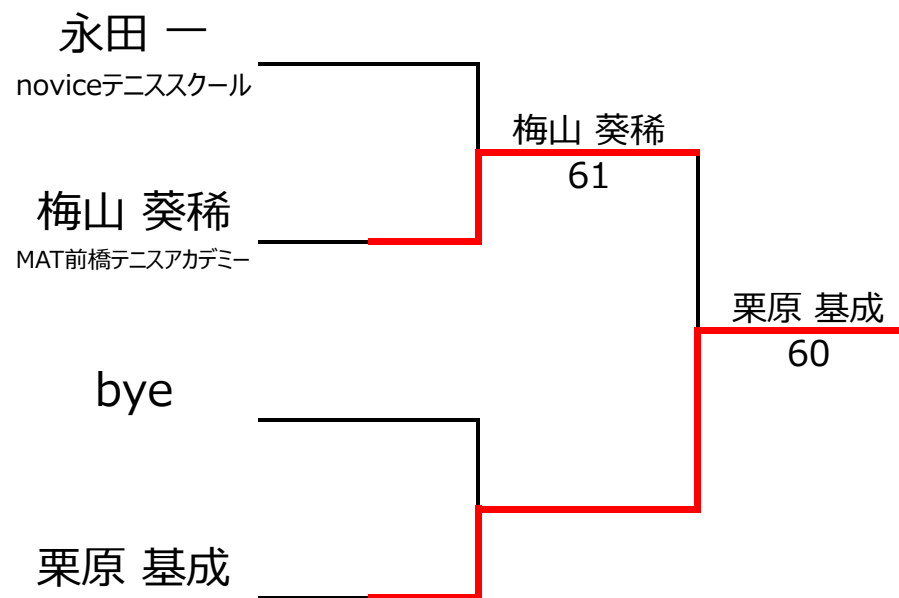 永田 一
noviceテニススクール
梅山 葵稀
61
梅山 葵稀
MAT前橋テニスアカデミー
栗原 基成
60
bye
栗原 基成